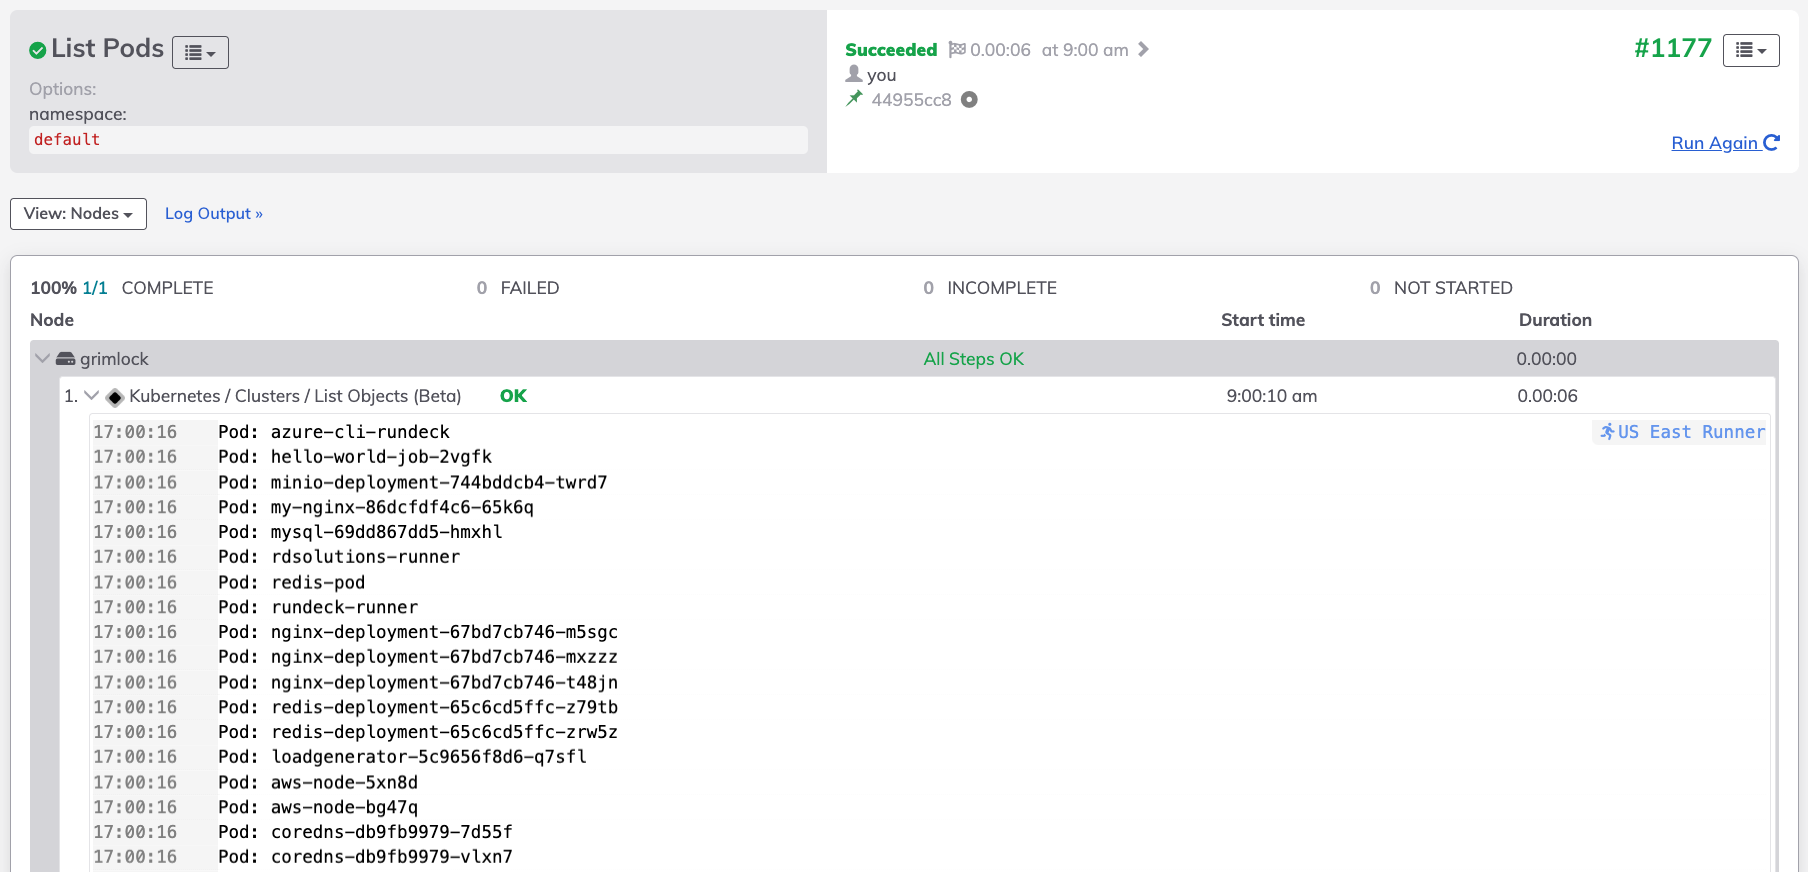 List Pods
Options:
namespace:
default
Succeeded 0.00:06 at 9:00 am
you
44955cc8
#1177
Run Again
View: Nodes
Log Output »
100% 1/1 COMPLETE 0 FAILED 0 INCOMPLETE 0 NOT STARTED
Node Start time Duration
grimlock All Steps OK 0.00:00
1. Kubernetes / Clusters / List Objects (Beta) OK 9:00:10 am 0.00:06
17:00:16 Pod: azure-cli-rundeck US East Runner
17:00:16 Pod: hello-world-job-2vgfk
17:00:16 Pod: minio-deployment-744bddcb4-twrd7
17:00:16 Pod: my-nginx-86dcfdf4c6-65k6q
17:00:16 Pod: mysql-69dd867dd5-hmxhl
17:00:16 Pod: rdsolutions-runner
17:00:16 Pod: redis-pod
17:00:16 Pod: rundeck-runner
17:00:16 Pod: nginx-deployment-67bd7cb746-m5sgc
17:00:16 Pod: nginx-deployment-67bd7cb746-mxzzz
17:00:16 Pod: nginx-deployment-67bd7cb746-t48jn
17:00:16 Pod: redis-deployment-65c6cd5ffc-z79tb
17:00:16 Pod: redis-deployment-65c6cd5ffc-zrw5z
17:00:16 Pod: loadgenerator-5c9656f8d6-q7sfl
17:00:16 Pod: aws-node-5xn8d
17:00:16 Pod: aws-node-bg47q
17:00:16 Pod: coredns-db9fb9979-7d55f
17:00:16 Pod: coredns-db9fb9979-vlxn7